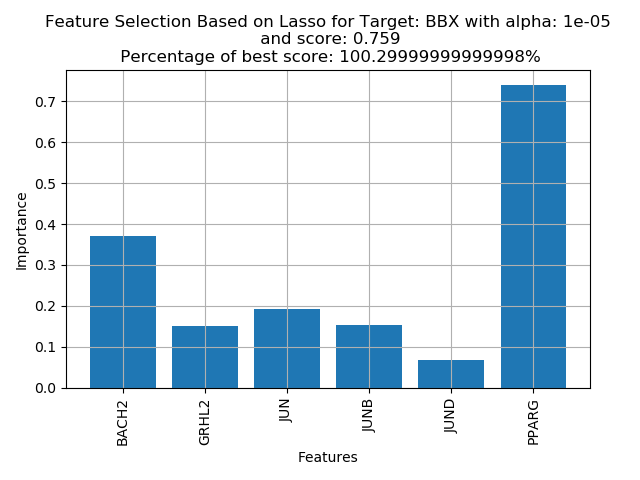 Feature Selection Based on Lasso for Target: BBX with alpha: 1e-05
and score: 0.759
Percentage of best score: 100.29999999999998%
Importance
0.7
0.6
0.5
0.4
0.3
0.2
0.1
0.0
BACH2
GRHL2
JUN
JUNB
JUND
PPARG
Features